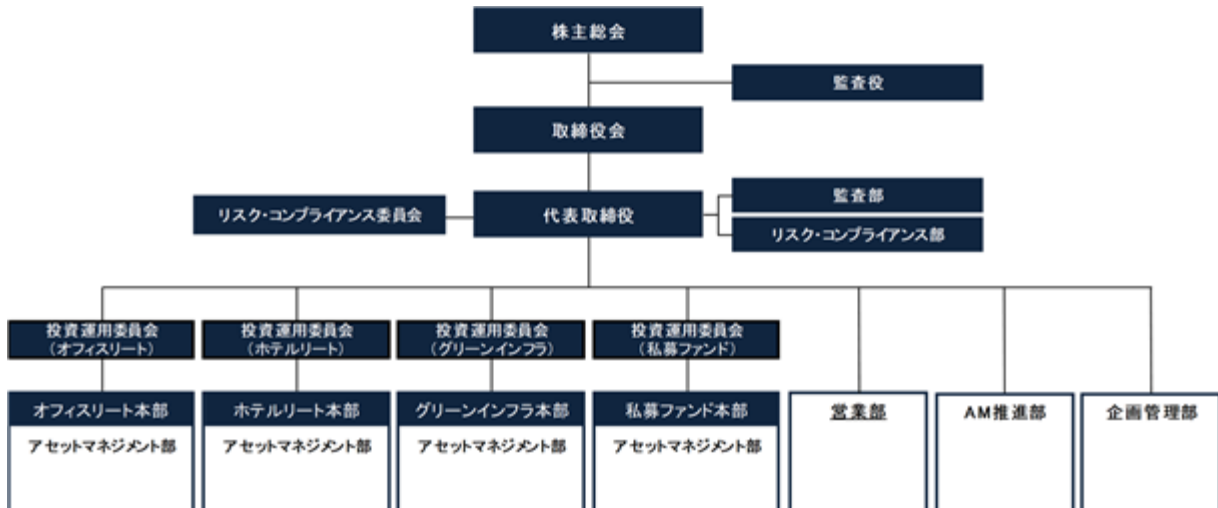 株主総会
監査役
取締役会
リスク・コンプライアンス委員会
代表取締役
監査部
リスク・コンプライアンス部
投資運用委員会
（オフィスリート）
投資運用委員会
（ホテルリート）
投資運用委員会
（グリーンインフラ）
投資運用委員会
（私募ファンド）
オフィスリート本部
アセットマネジメント部
ホテルリート本部
アセットマネジメント部
グリーンインフラ本部
アセットマネジメント部
私募ファンド本部
アセットマネジメント部
営業部
AM推進部
企画管理部